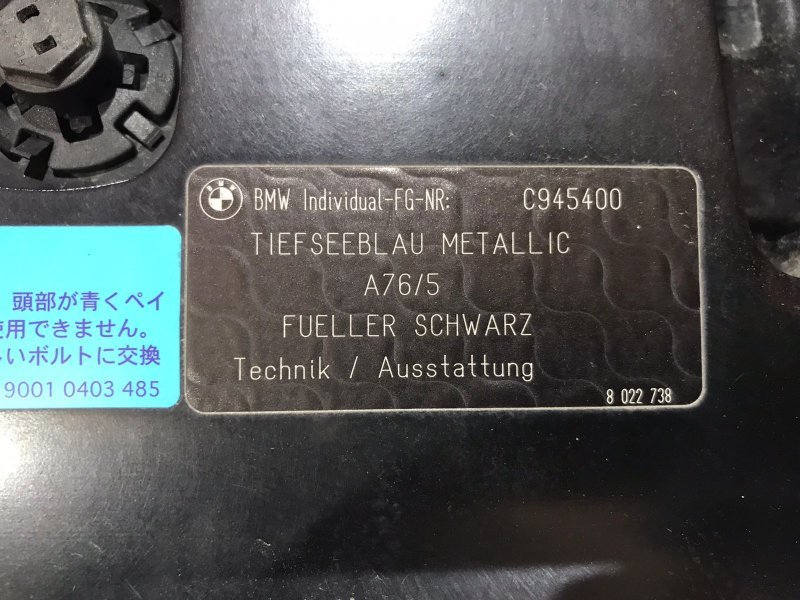 BMW Individual-FG-NR: C945400
TIEFSEEBLAU METALLIC
A76/5
FUELLER SCHWARZ
Technik / Ausstattung
8 022 738
頭部が青くペイ
使用できません。
いボルトに交換
9001 0403 485